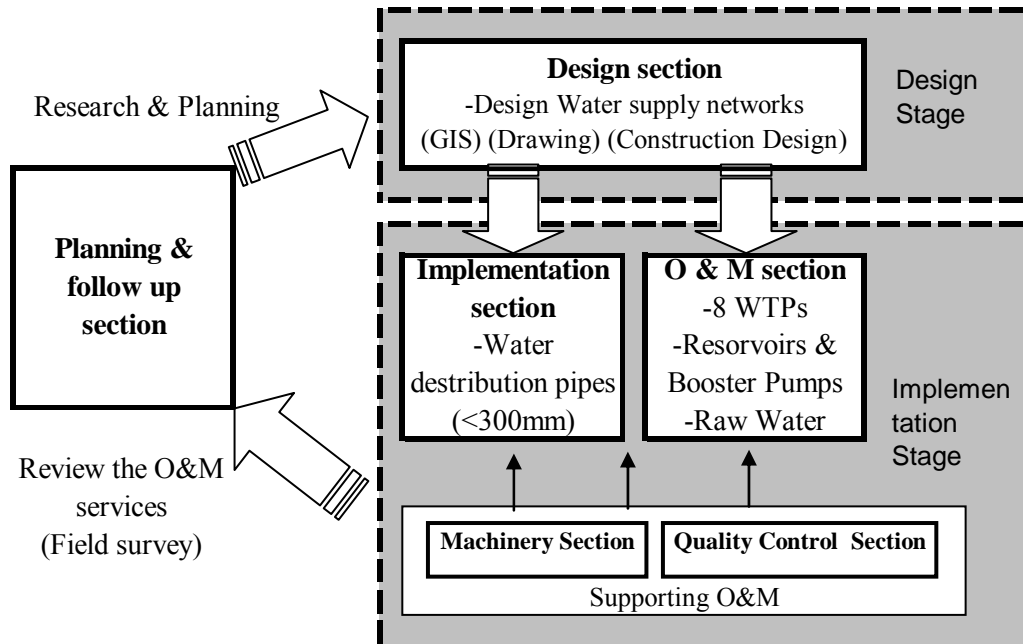 Research & Planning
Planning &
follow up
section
Review the O&M
services
(Field survey)
Design section
-Design Water supply networks
(GIS) (Drawing) (Construction Design)
Design
Stage
Implementation
section
-Water
destribution pipes
(<300mm)
O & M section
-8 WTPs
-Resorvoirs &
Booster Pumps
-Raw Water
Implemen
tation
Stage
Machinery Section
Quality Control Section
Supporting O&M